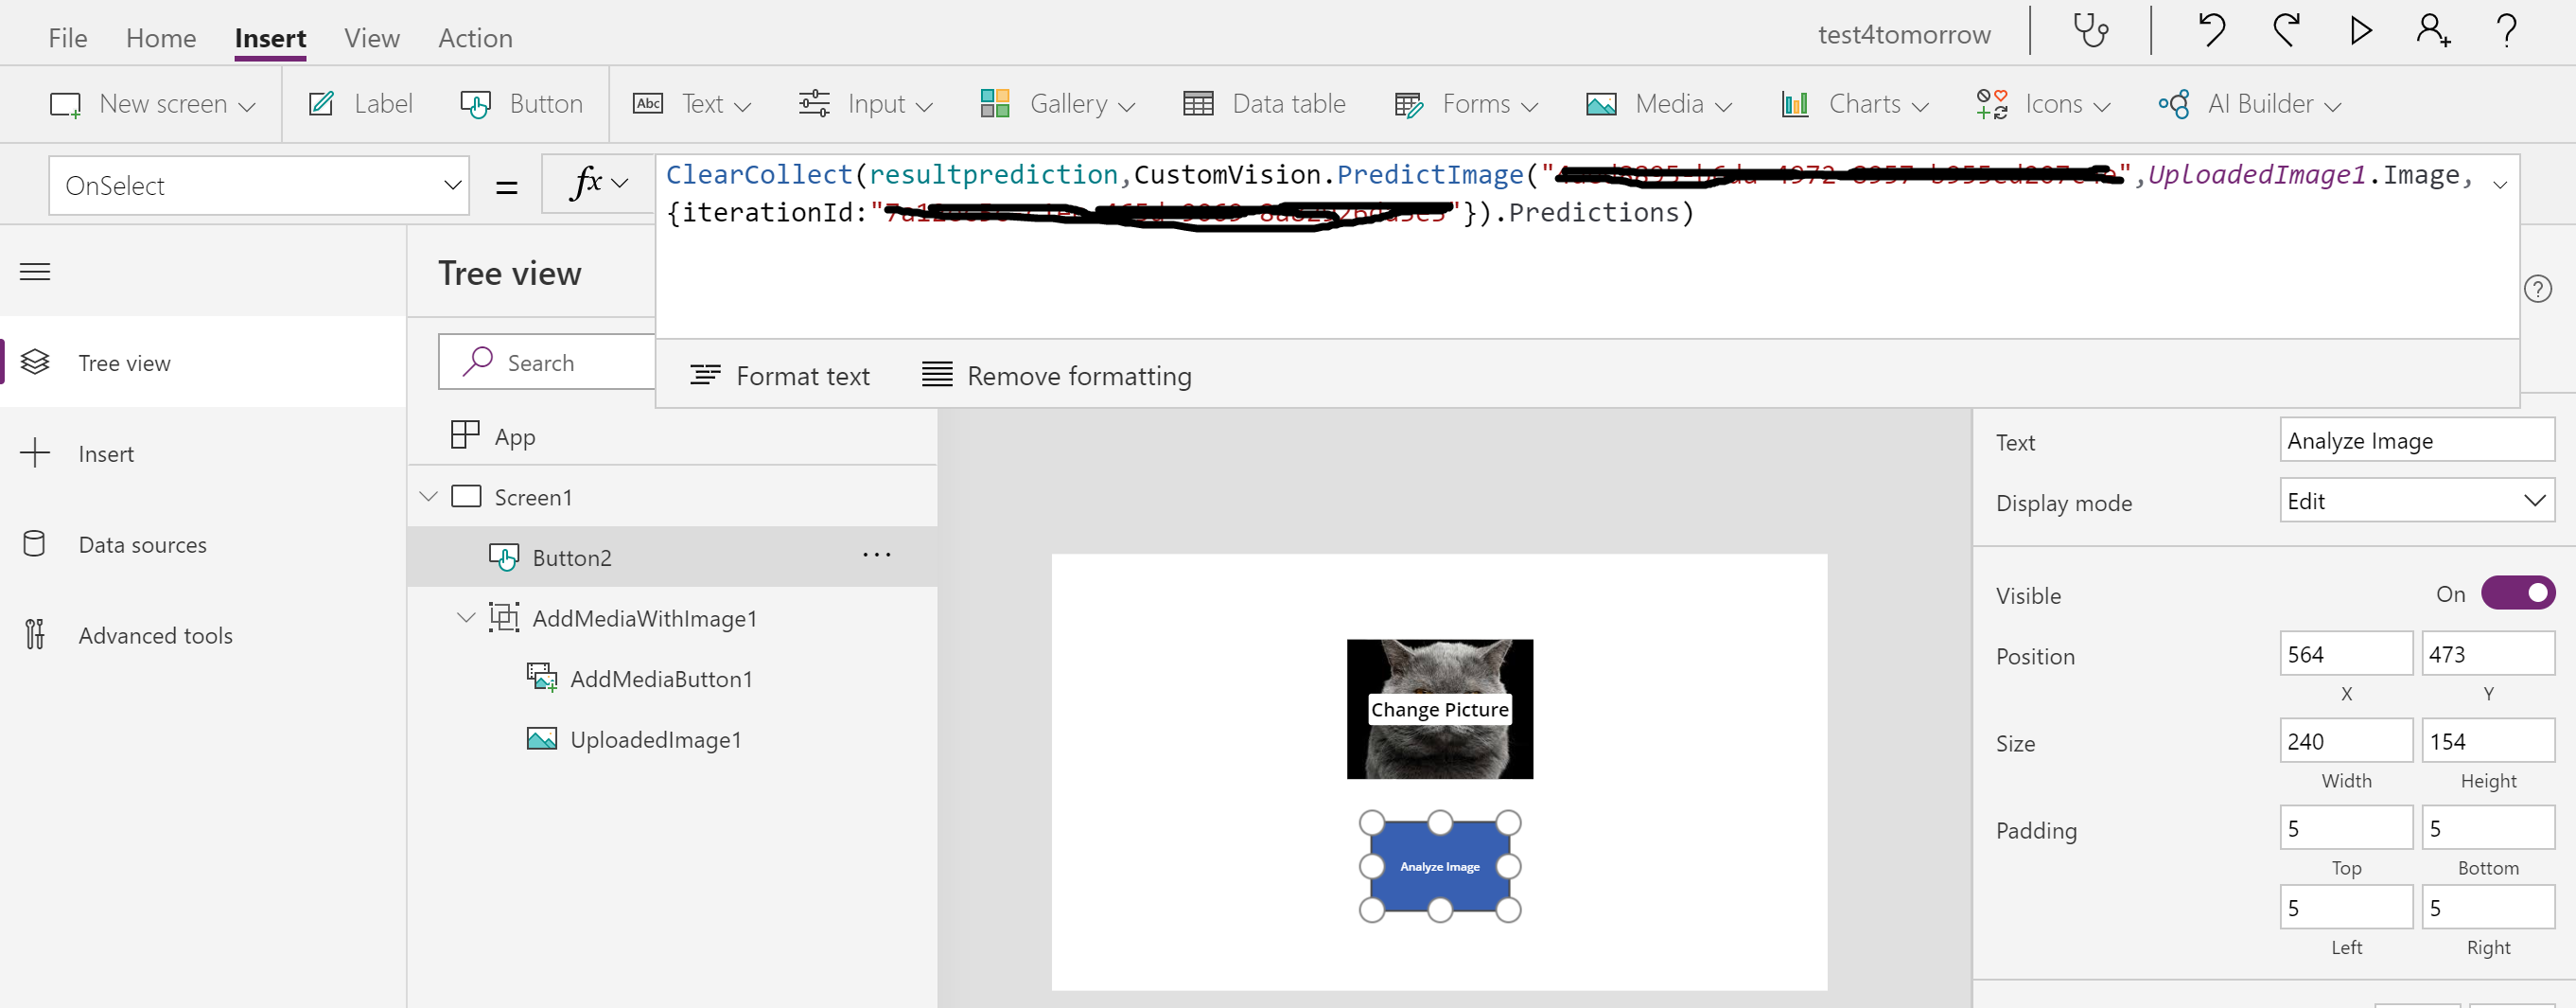 File Home Insert View Action test4tomorrow
New screen Label Button Text Input Gallery Data table Forms Media Charts Icons AI Builder
OnSelect = fx ClearCollect(resultprediction,CustomVision.PredictImage("",UploadedImage1.Image,
{iterationId:""}).Predictions)
Format text Remove formatting
Tree view
Search
Tree view
Insert
Data sources
Advanced tools
App
Screen1
Button2
AddMediaWithImage1
AddMediaButton1
UploadedImage1
Change Picture
Analyze Image
Text Analyze Image
Display mode Edit
Visible On
Position 564 473
X Y
Size 240 154
Width Height
Padding 5 5
Top Bottom
5 5
Left Right